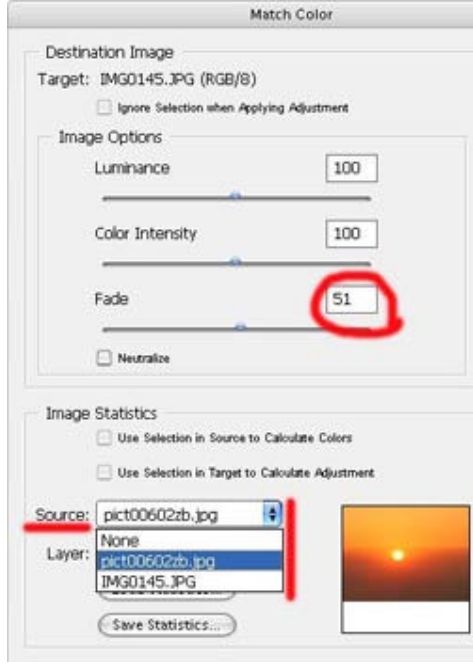 Match Color
Destination Image
Target: IMG0145.JPG (RGB/8)
Ignore Selection when Applying Adjustment
Image Options
Luminance 100
Color Intensity 100
Fade 51
Neutralize
Image Statistics
Use Selection in Source to Calculate Colors
Use Selection in Target to Calculate Adjustment
Source: pict00602zb.jpg
None
Layer: pict00602zb.jpg
IMG0145.JPG
Save Statistics...